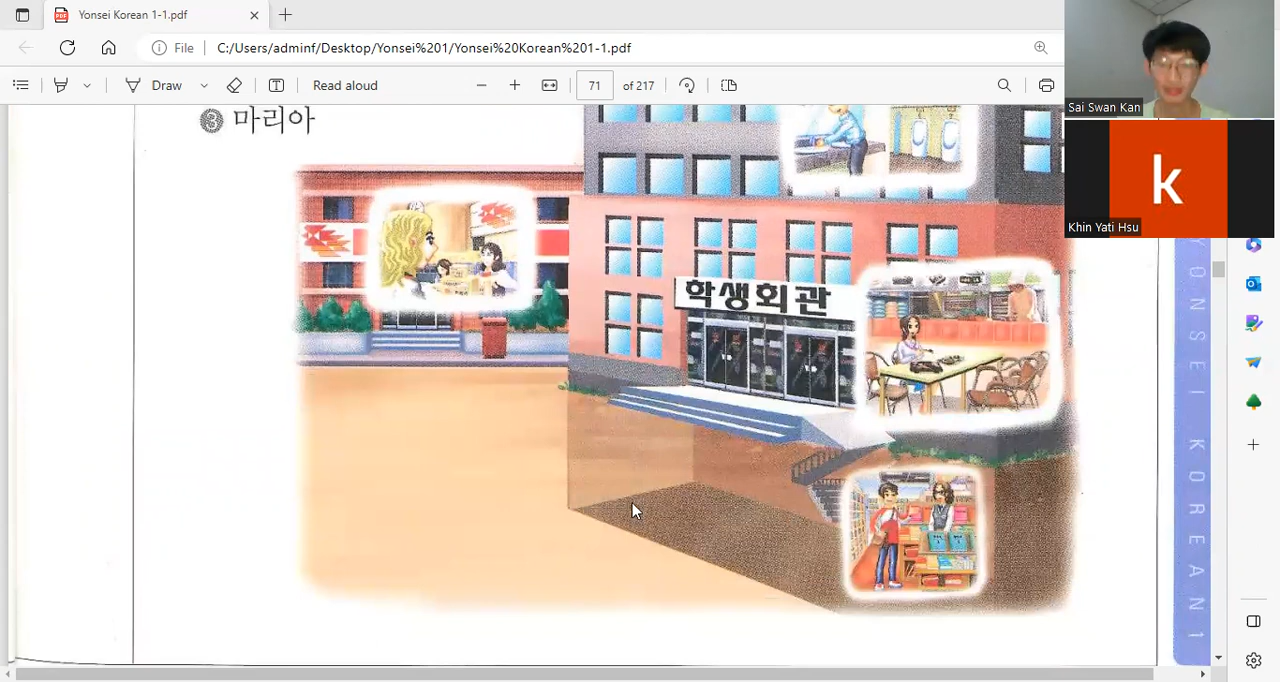 Yonsei Korean 1-1.pdf
File
C:/Users/adminf/Desktop/Yonsei%201/Yonsei%20Korean%201-1.pdf
Draw
Read aloud
71
of 217
Sai Swan Kan
k
Khin Yati Hsu
3 마리아
학생회관
YONSEI KOREAN 1